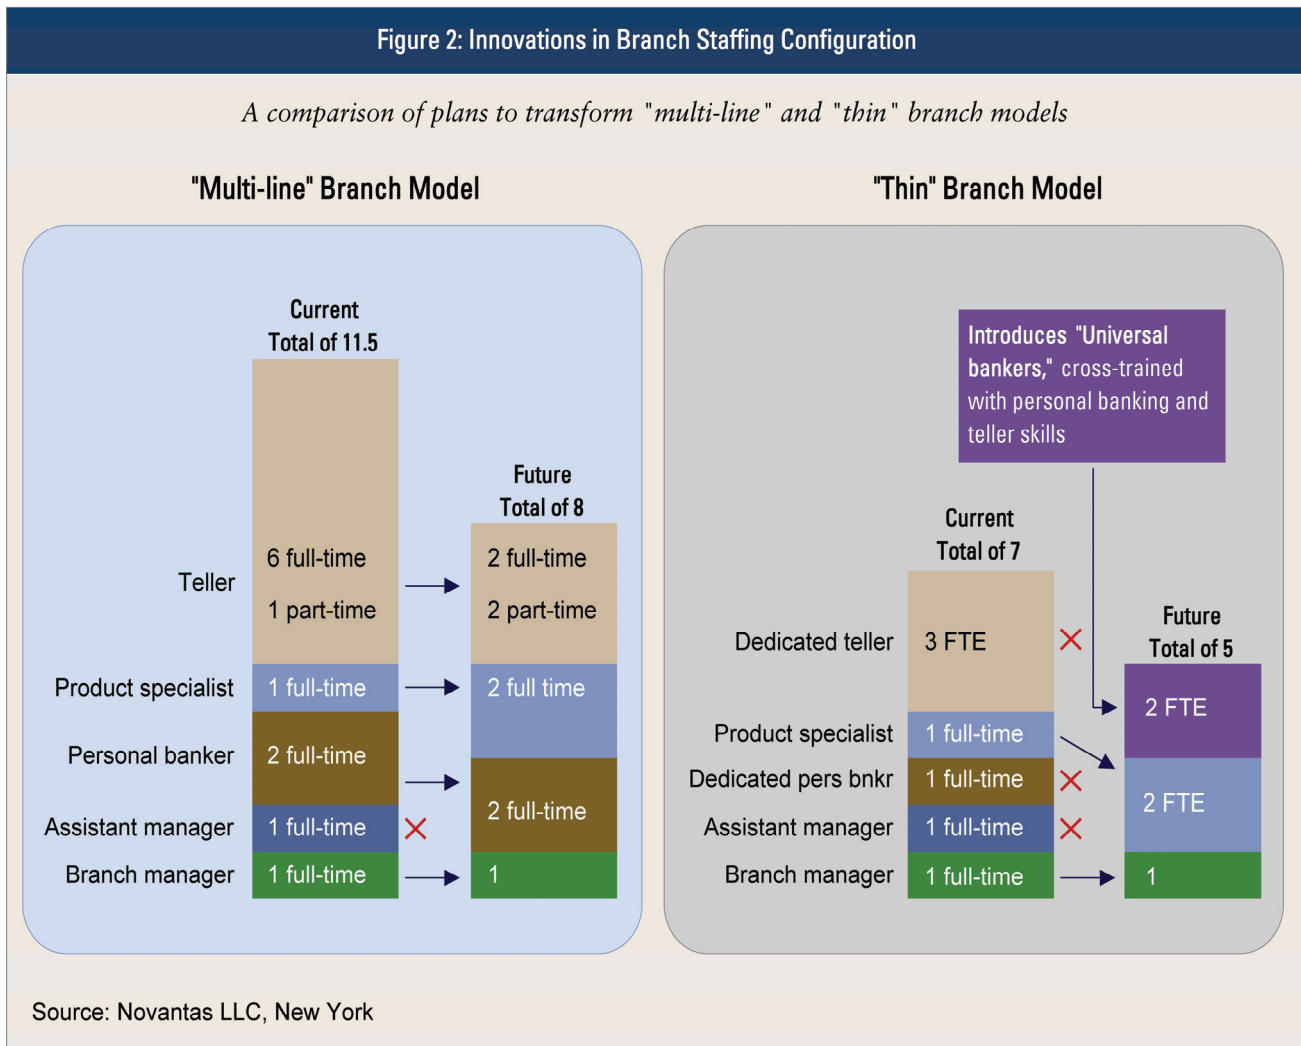 Figure 2: Innovations in Branch Staffing Configuration
A comparison of plans to transform "multi-line" and "thin" branch models
"Multi-line" Branch Model
Current
Total of 11.5
Future
Total of 8
Teller
6 full-time
1 part-time
2 full-time
2 part-time
Product specialist
1 full-time
2 full time
Personal banker
2 full-time
2 full-time
Assistant manager
1 full-time
Branch manager
1 full-time
1
"Thin" Branch Model
Introduces "Universal
bankers," cross-trained
with personal banking and
teller skills
Current
Total of 7
Future
Total of 5
Dedicated teller
3 FTE
2 FTE
Product specialist
1 full-time
Dedicated pers bnkr
1 full-time
2 FTE
Assistant manager
1 full-time
Branch manager
1 full-time
1
Source: Novantas LLC, New York